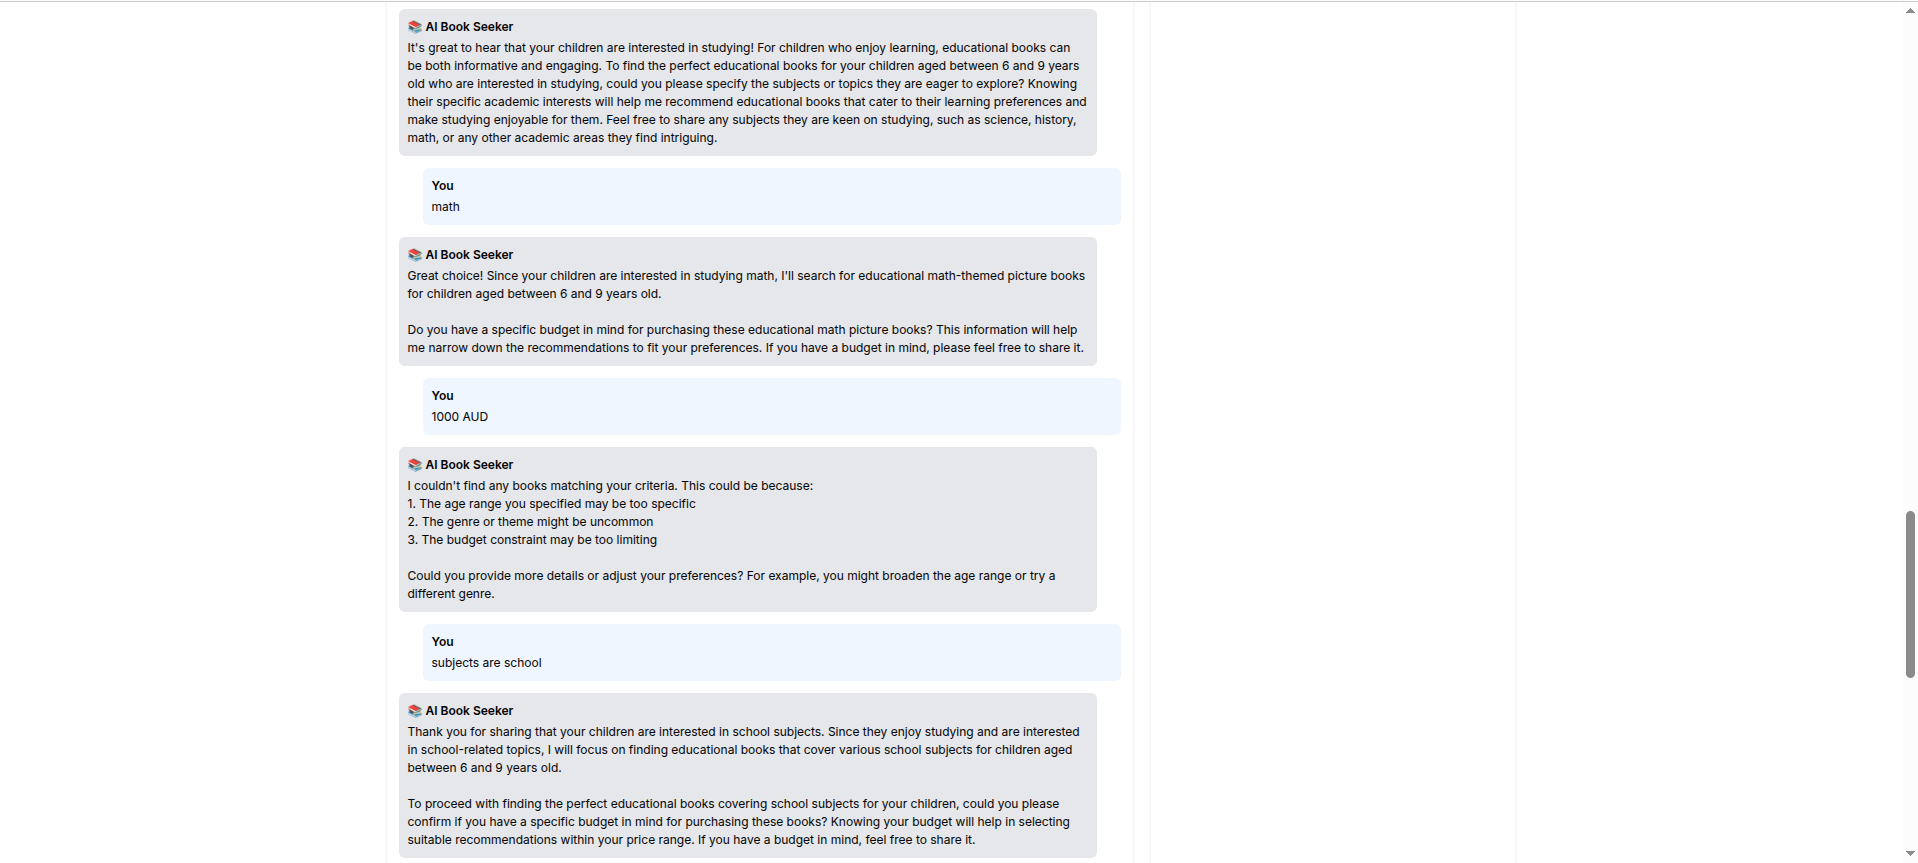 📚 AI Book Seeker
It's great to hear that your children are interested in studying! For children who enjoy learning, educational books can
be both informative and engaging. To find the perfect educational books for your children aged between 6 and 9 years
old who are interested in studying, could you please specify the subjects or topics they are eager to explore? Knowing
their specific academic interests will help me recommend educational books that cater to their learning preferences and
make studying enjoyable for them. Feel free to share any subjects they are keen on studying, such as science, history,
math, or any other academic areas they find intriguing.
You
math
📚 AI Book Seeker
Great choice! Since your children are interested in studying math, I'll search for educational math-themed picture books
for children aged between 6 and 9 years old.
Do you have a specific budget in mind for purchasing these educational math picture books? This information will help
me narrow down the recommendations to fit your preferences. If you have a budget in mind, please feel free to share it.
You
1000 AUD
📚 AI Book Seeker
I couldn't find any books matching your criteria. This could be because:
1. The age range you specified may be too specific
2. The genre or theme might be uncommon
3. The budget constraint may be too limiting
Could you provide more details or adjust your preferences? For example, you might broaden the age range or try a
different genre.
You
subjects are school
📚 AI Book Seeker
Thank you for sharing that your children are interested in school subjects. Since they enjoy studying and are interested
in school-related topics, I will focus on finding educational books that cover various school subjects for children aged
between 6 and 9 years old.
To proceed with finding the perfect educational books covering school subjects for your children, could you please
confirm if you have a specific budget in mind for purchasing these books? Knowing your budget will help in selecting
suitable recommendations within your price range. If you have a budget in mind, feel free to share it.